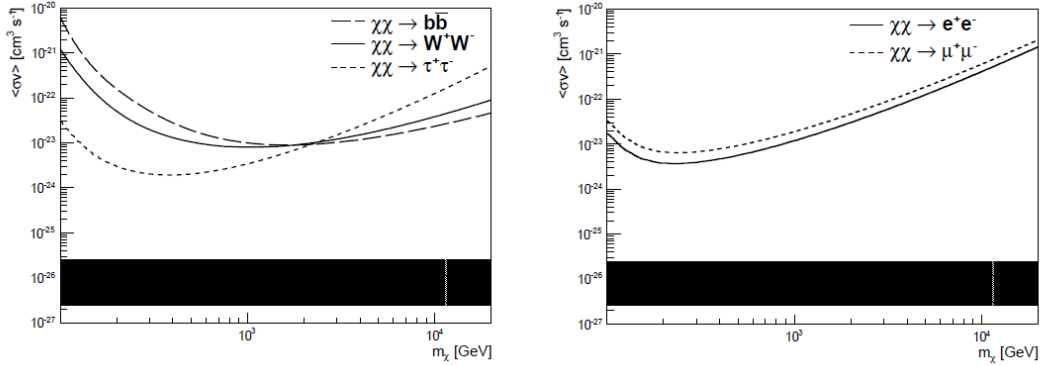 <σv> [cm³ s⁻¹]
10⁻²⁰
10⁻²¹
10⁻²²
10⁻²³
10⁻²⁴
10⁻²⁵
10⁻²⁶
10⁻²⁷
χχ → bb̅
χχ → W⁺W⁻
χχ → τ⁺τ⁻
10³
10⁴
mχ [GeV]
<σv> [cm³ s⁻¹]
10⁻²⁰
10⁻²¹
10⁻²²
10⁻²³
10⁻²⁴
10⁻²⁵
10⁻²⁶
10⁻²⁷
χχ → e⁺e⁻
χχ → μ⁺μ⁻
10³
10⁴
mχ [GeV]